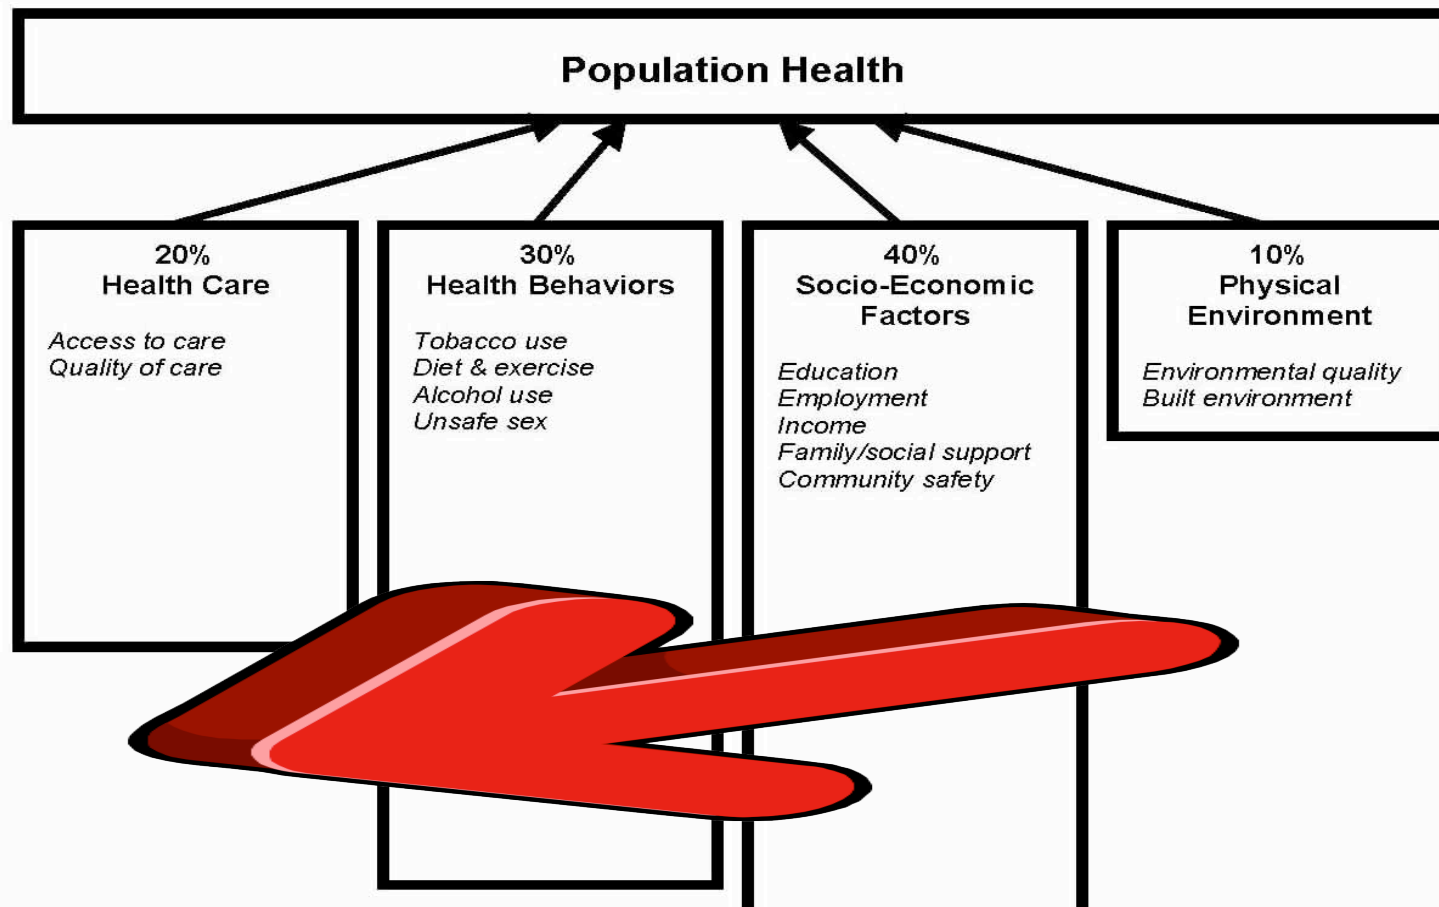 Population Health
20%
Health Care
Access to care
Quality of care
30%
Health Behaviors
Tobacco use
Diet & exercise
Alcohol use
Unsafe sex
40%
Socio-Economic
Factors
Education
Employment
Income
Family/social support
Community safety
10%
Physical
Environment
Environmental quality
Built environment